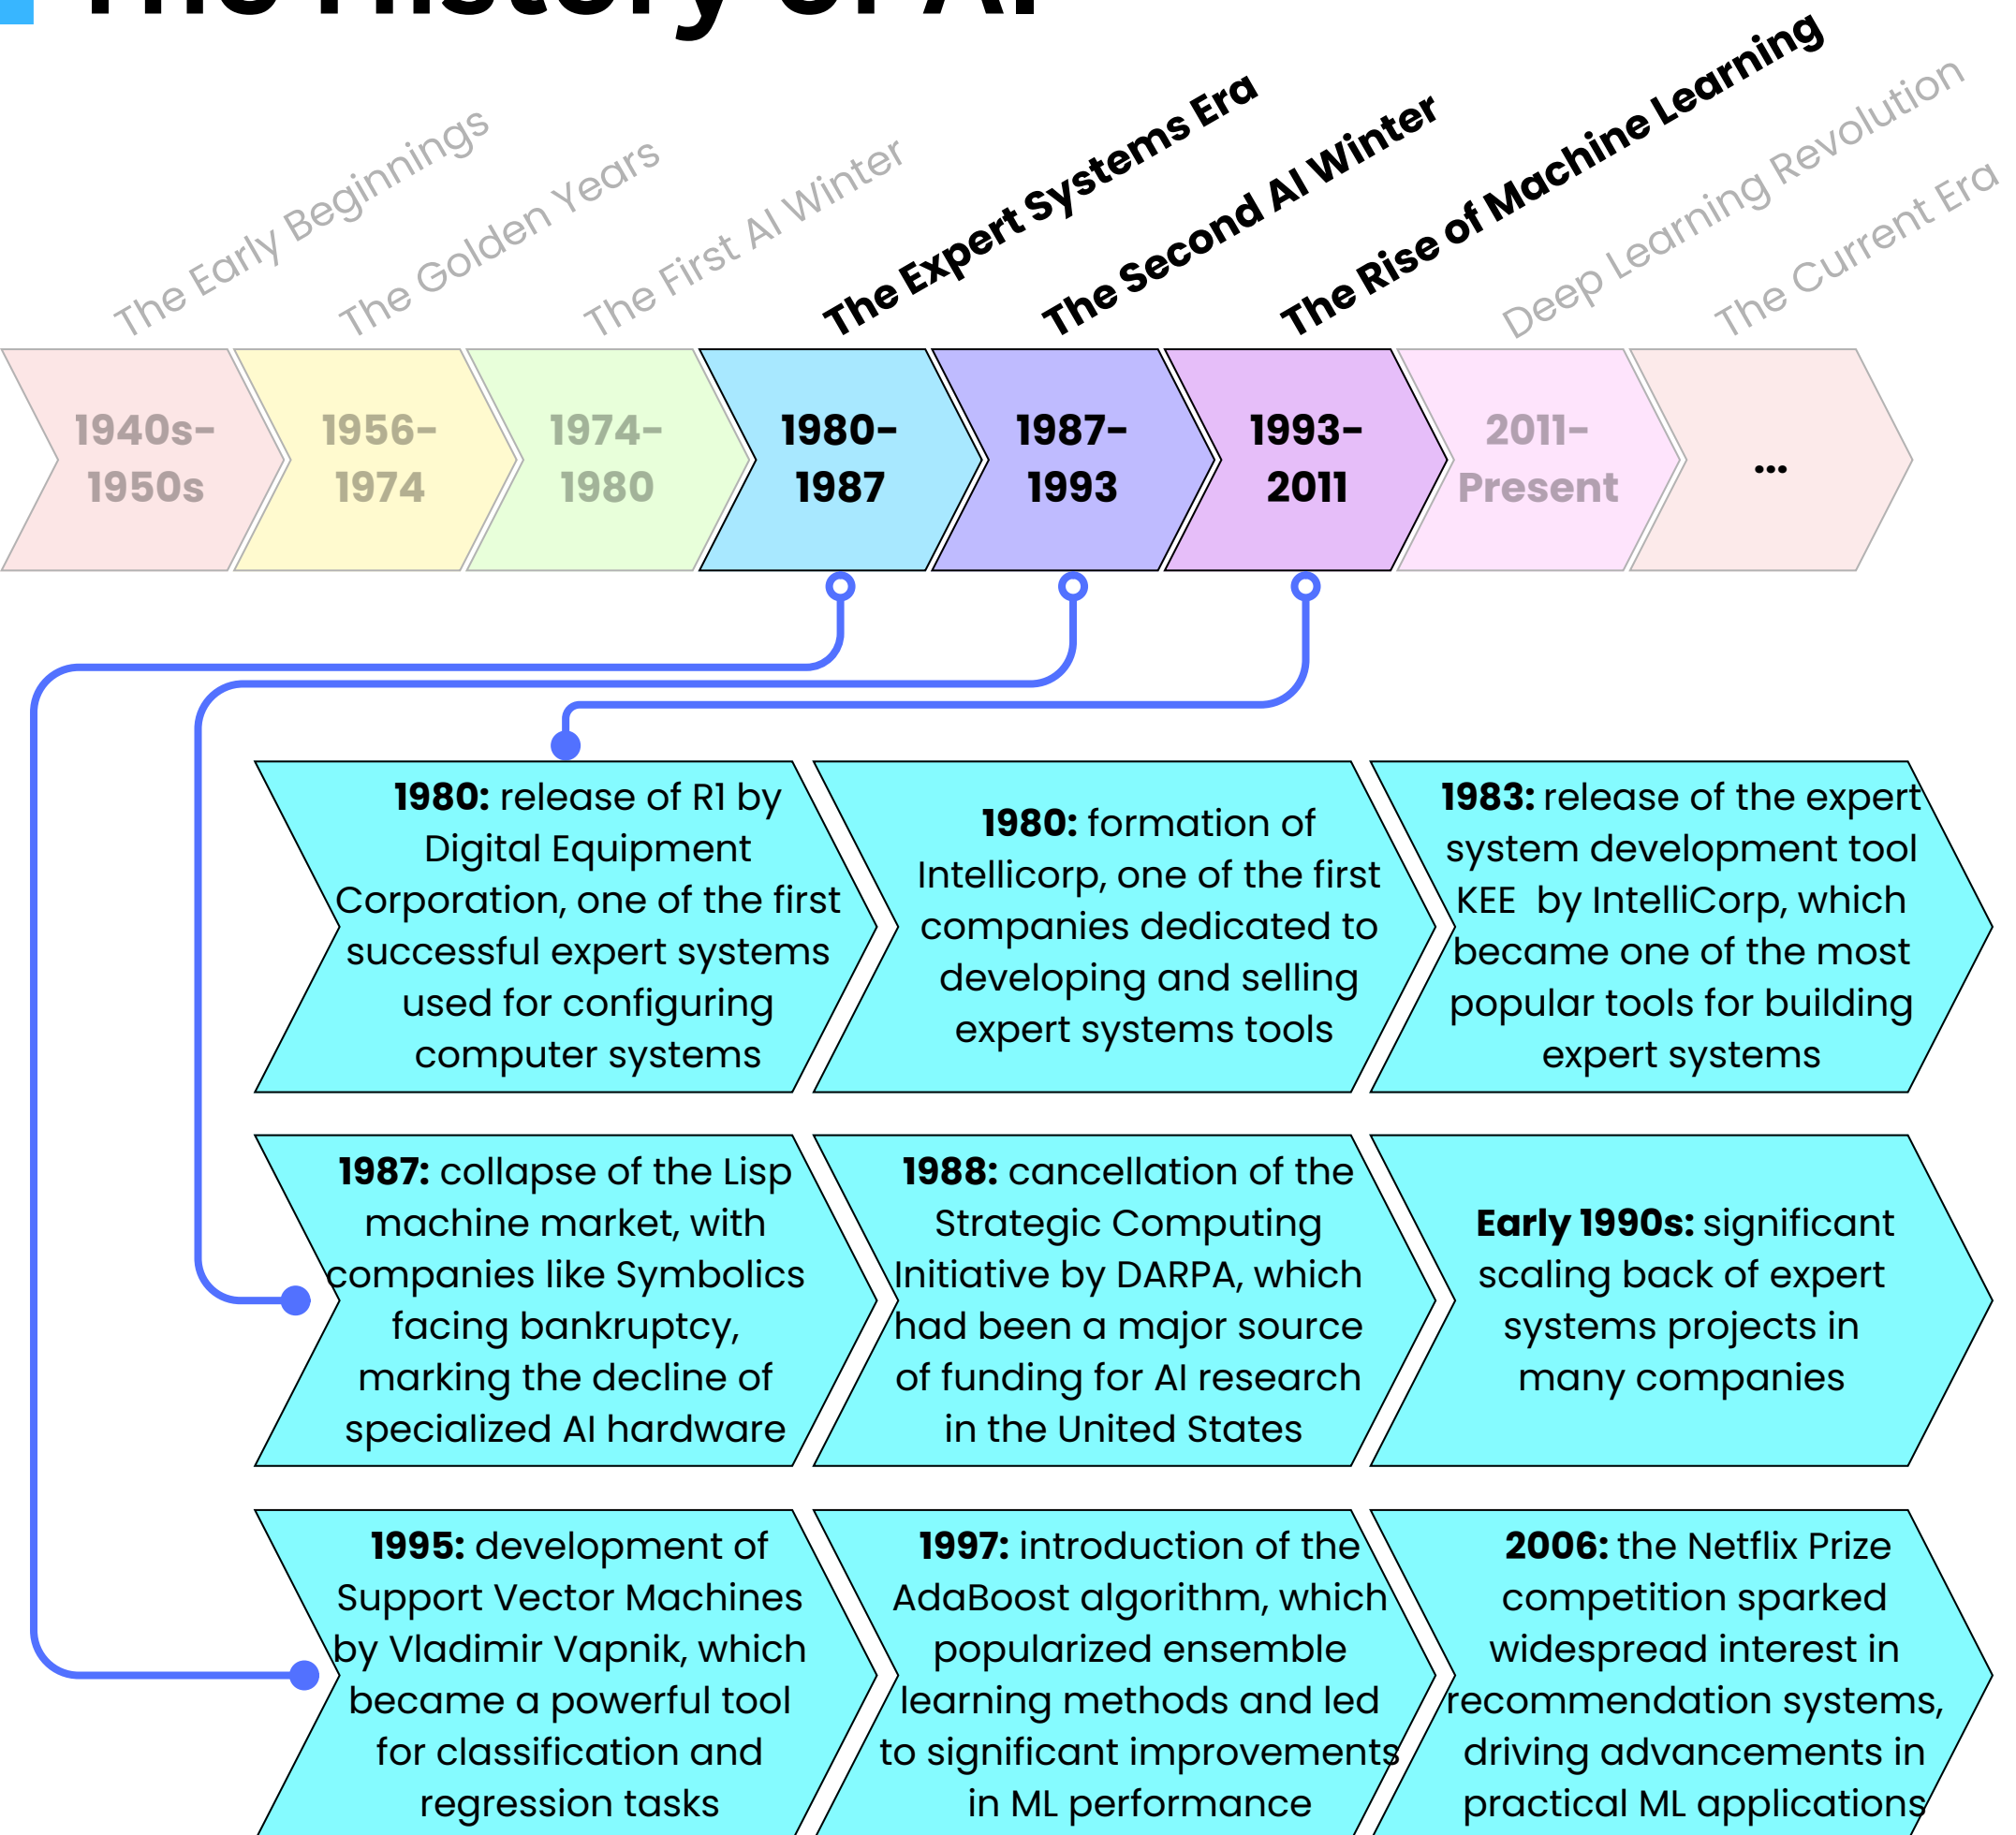 The History of AI
The Early Beginnings
The Golden Years
The First AI Winter
The Expert Systems Era
The Second AI Winter
The Rise of Machine Learning
Deep Learning Revolution
The Current Era
1940s-
1950s
1956-
1974
1974-
1980
1980-
1987
1987-
1993
1993-
2011
2011-
Present
...
1980: release of R1 by
Digital Equipment
Corporation, one of the first
successful expert systems
used for configuring
computer systems
1980: formation of
Intellicorp, one of the first
companies dedicated to
developing and selling
expert systems tools
1983: release of the expert
system development tool
KEE  by IntelliCorp, which
became one of the most
popular tools for building
expert systems
1987: collapse of the Lisp
machine market, with
companies like Symbolics
facing bankruptcy,
marking the decline of
specialized AI hardware
1988: cancellation of the
Strategic Computing
Initiative by DARPA, which
had been a major source
of funding for AI research
in the United States
Early 1990s: significant
scaling back of expert
systems projects in
many companies
1995: development of
Support Vector Machines
by Vladimir Vapnik, which
became a powerful tool
for classification and
regression tasks
1997: introduction of the
AdaBoost algorithm, which
popularized ensemble
learning methods and led
to significant improvements
in ML performance
2006: the Netflix Prize
competition sparked
widespread interest in
recommendation systems,
driving advancements in
practical ML applications